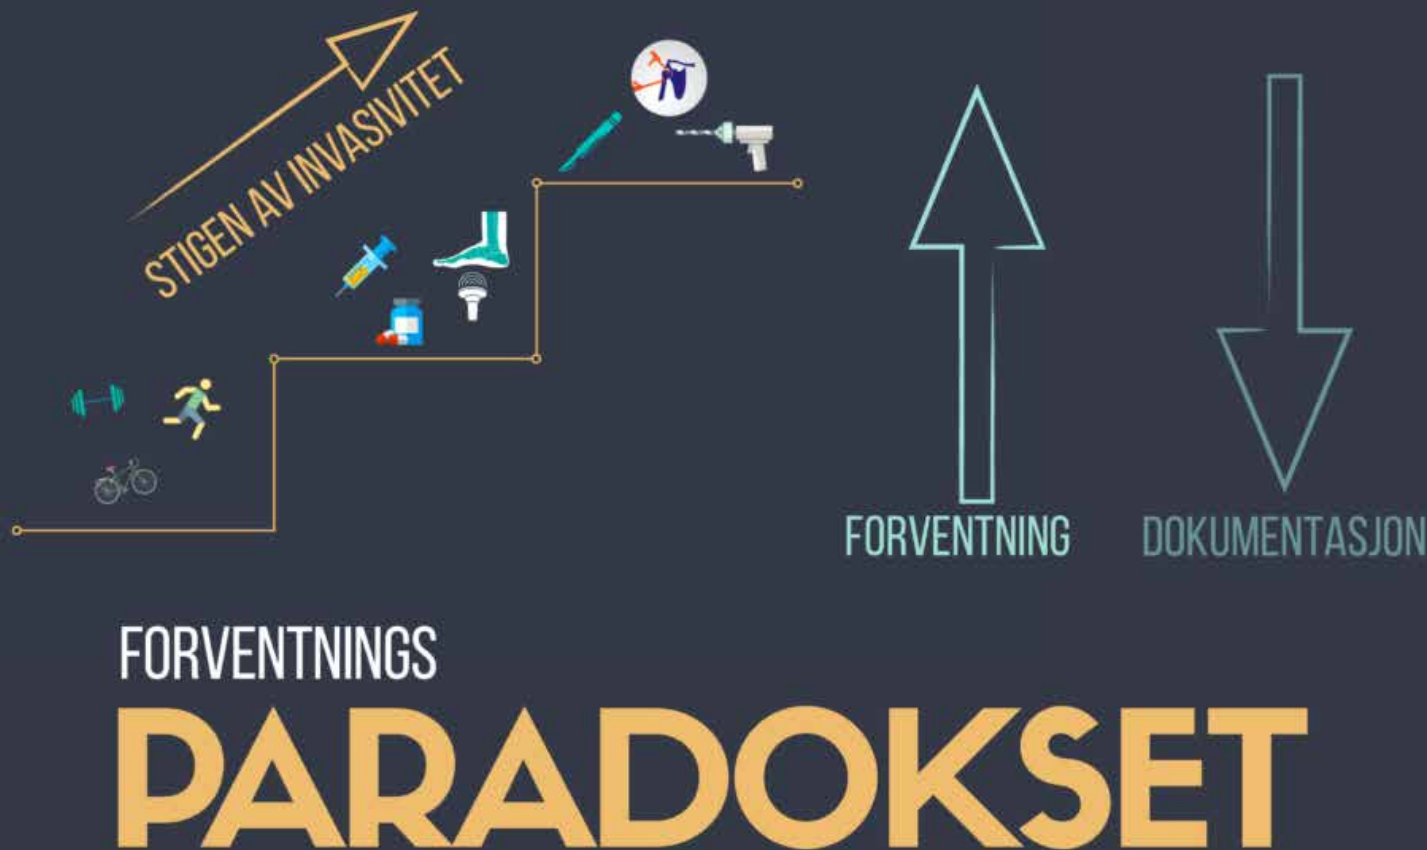 STIGEN AV INVASIVITET
FORVENTNING
DOKUMENTASJON
FORVENTNINGS
PARADOKSET